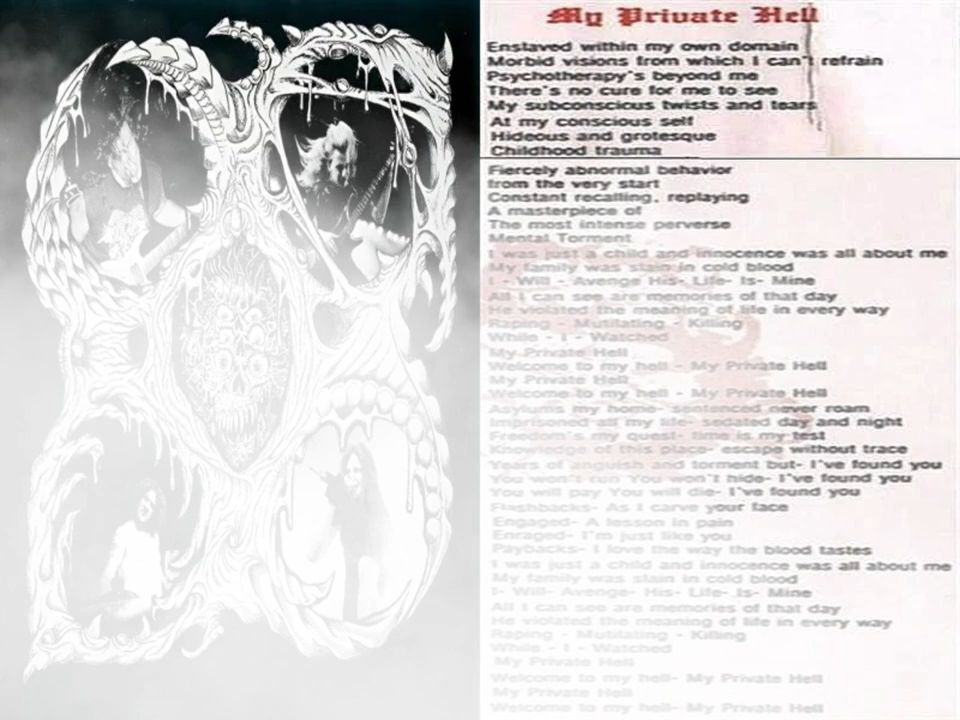 My Private Hell
Enslaved within my own domain
Morbid visions from which I can't refrain
Psychotherapy's beyond me
There's no cure for me to see
My subconscious twists and tears
At my conscious self
Hideous and grotesque
Childhood trauma
Fiercely abnormal behavior
from the very start
Constant recalling, replaying
A masterpiece of
The most intense perverse
Mental Torment
I was just a child and innocence was all about me
My family was slain in cold blood
I - Will - Avenge His- Life- Is- Mine
All I can see are memories of that day
He violated the meaning of life in every way
Raping - Mutilating - Killing
While - I - Watched
My Private Hell
Welcome to my hell - My Private Hell
My Private Hell
Welcome to my hell - My Private Hell
Asylums my home- sentenced never roam
Imprisoned all my life- sedated day and night
Freedom's my quest- time is my test
Knowledge of this place- escape without trace
Years of anguish and torment but- I've found you
You won't run You won't hide- I've found you
You will pay You will die- I've found you
Flashbacks- As I carve your face
Engaged- A lesson in pain
Enraged- I'm just like you
Paybacks- I love the way the blood tastes
I was just a child and innocence was all about me
My family was slain in cold blood
I- Will- Avenge- His- Life- Is- Mine
All I can see are memories of that day
He violated the meaning of life in every way
Raping - Mutilating - Killing
While - I - Watched
My Private Hell
Welcome to my hell- My Private Hell
My Private Hell
Welcome to my hell- My Private Hell